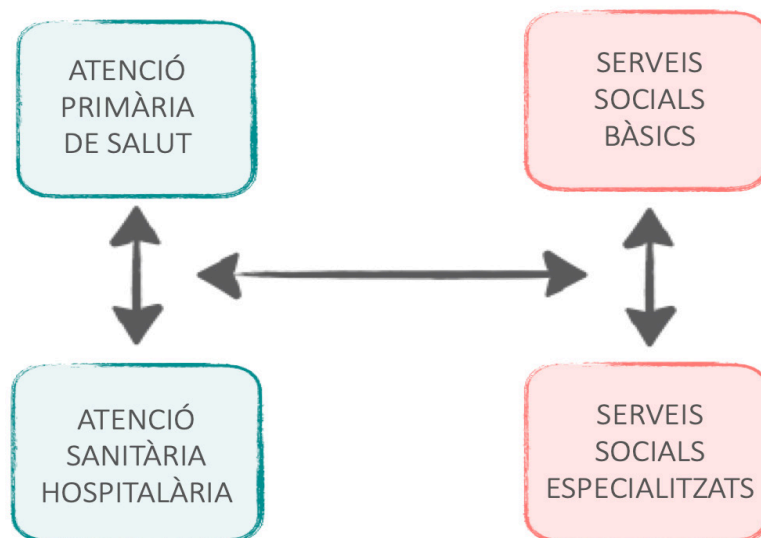 ATENCIÓ
PRIMÀRIA
DE SALUT
SERVEIS
SOCIALS
BÀSICS
ATENCIÓ
SANITÀRIA
HOSPITALÀRIA
SERVEIS
SOCIALS
ESPECIALITZATS